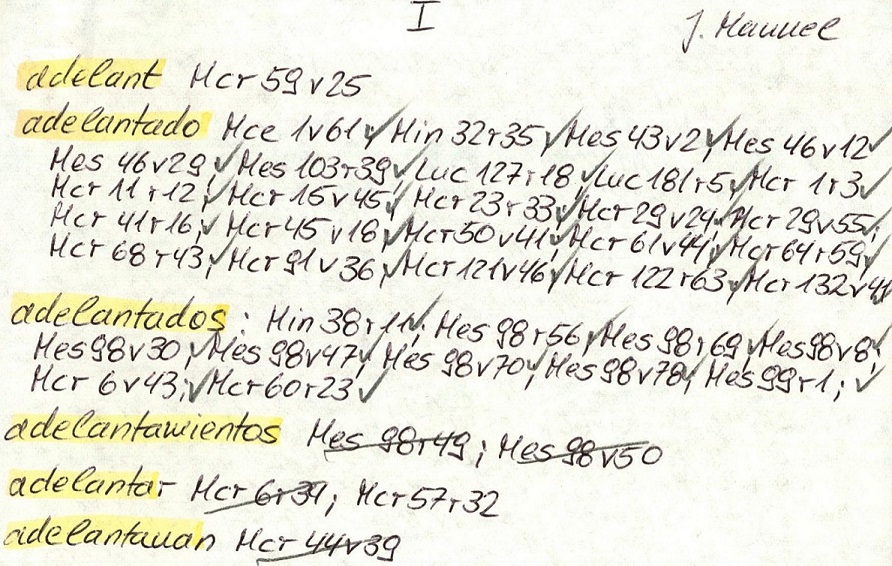 I
J. Manuel
adelant Mcr 59v25
adelantado Mce 1v61; Min 32r35; Mes 43v2; Mes 46v12
Mes 46v29; Mes 103r39; Luc 127r18; Luc 181r5; Mcr 1r3
Mcr 11r12; Mcr 15v45; Mcr 23r33; Mcr 29v24; Mcr 29v55;
Mcr 41r16; Mcr 45v18; Mcr 50v41; Mcr 61v44; Mcr 64r59;
Mcr 68r43; Mcr 91v36; Mcr 121v46; Mcr 122r63; Mcr 132v41
adelantados: Min 38r11; Mes 98r56; Mes 98r69; Mes 98v8;
Mes 98v30; Mes 98v47; Mes 98v70; Mes 98v78; Mes 99r1;
Mcr 6v43; Mcr 60r23
adelantamientos Mes 98r49; Mes 98v50
adelantar Mcr 6r34; Mcr 57r32
adelantauan Mcr 44v39